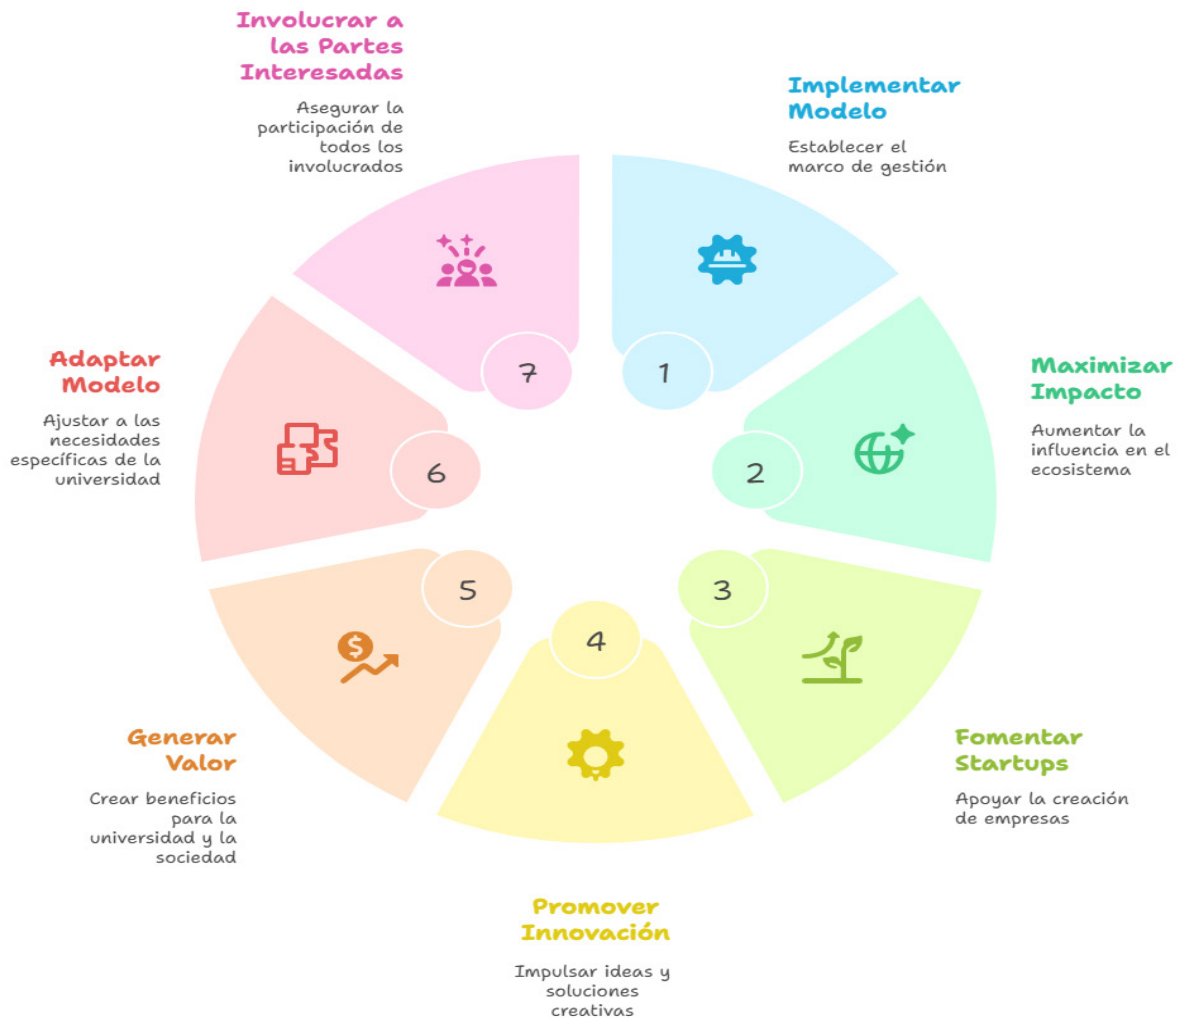 Involucrar a
las Partes
Interesadas
Asegurar la
participación de
todos los
involucrados
Implementar
Modelo
Establecer el
marco de gestión
7
1
Adaptar
Modelo
Ajustar a las
necesidades
específicas de la
universidad
6
2
Maximizar
Impacto
Aumentar la
influencia en el
ecosistema
5
3
4
Generar
Valor
Crear beneficios
para la
universidad y la
sociedad
Fomentar
Startups
Apoyar la creación
de empresas
Promover
Innovación
Impulsar ideas y
soluciones
creativas